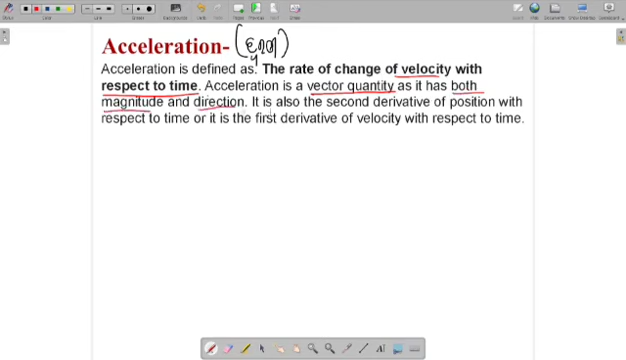 Acceleration- (ତ୍ୱରଣ)
Acceleration is defined as: The rate of change of velocity with
respect to time. Acceleration is a vector quantity as it has both
magnitude and direction. It is also the second derivative of position with
respect to time or it is the first derivative of velocity with respect to time.